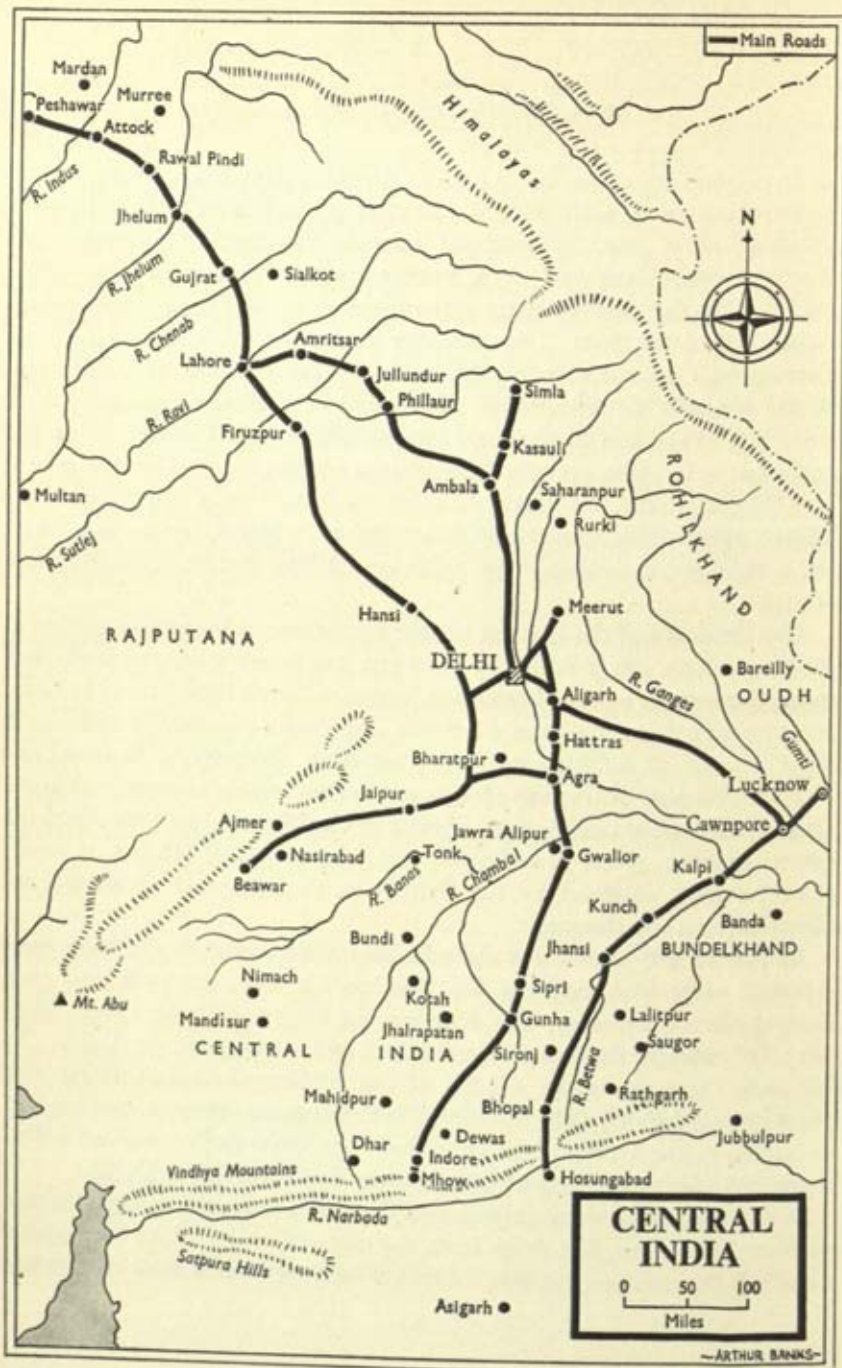 Main Roads
Mardan
Peshawar
Murree
Attock
Himalayas
R. Indus
Rawal Pindi
N
Jhelum
R. Jhelum
Gujrat
Sialkot
R. Chenab
Amritsar
Lahore
Jullundur
Simla
Phillaur
R. Ravi
Firuzpur
Kasauli
ROHILKHAND
Ambala
Saharanpur
Multan
Rurki
R. Sutlej
Hansi
Meerut
RAJPUTANA
DELHI
Bareilly
R. Ganges
OUDH
Aligarh
Gumti
Hattras
Bharatpur
Agra
Lucknow
Jaipur
Ajmer
Jawra Alipur
Cawnpore
Nasirabad
Tonk
Gwalior
Beawar
R. Banas
R. Chambal
Kalpi
Kunch
Banda
Bundi
Jhansi
BUNDELKHAND
Nimach
Kotah
Sipri
Mt. Abu
Mandisur
Jhalrapatan
Gunha
Lalitpur
CENTRAL INDIA
Sironj
Saugor
R. Betwa
Mahidpur
Bhopal
Rathgarh
Dewas
Jubbulpur
Dhar
Indore
Vindhya Mountains
Mhow
Hosungabad
R. Narbada
CENTRAL
INDIA
Satpura Hills
0 50 100
Miles
Asigarh
~ARTHUR BANKS~